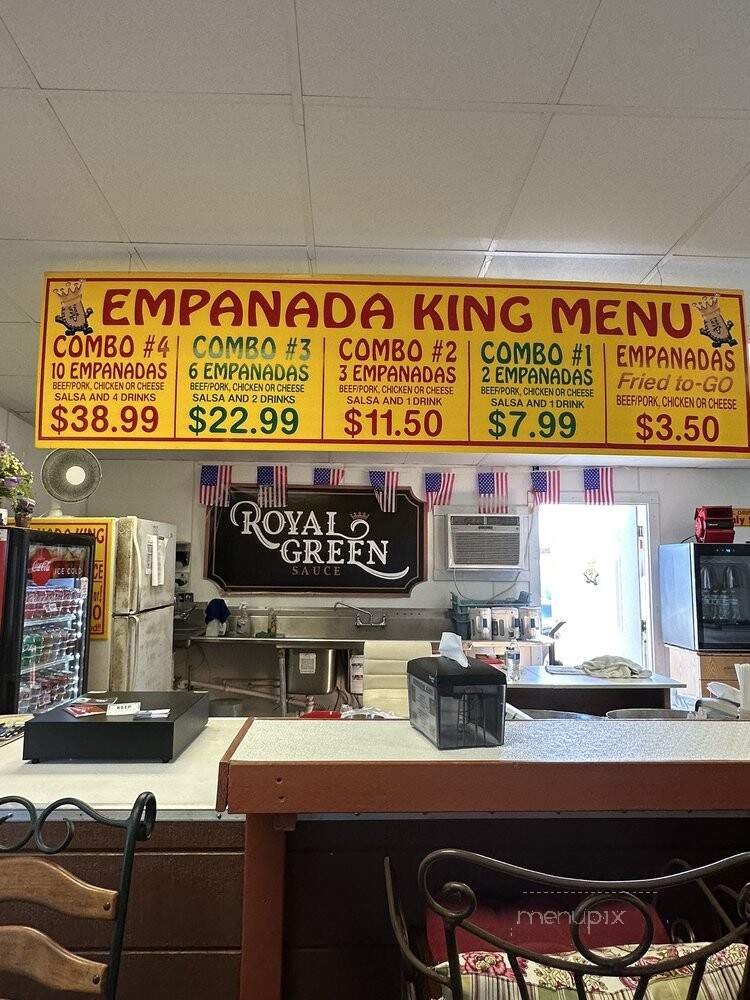 EMPANADA KING MENU
COMBO #4
10 EMPANADAS
BEEF/PORK, CHICKEN OR CHEESE
SALSA AND 4 DRINKS
$38.99
COMBO #3
6 EMPANADAS
BEEF/PORK, CHICKEN OR CHEESE
SALSA AND 2 DRINKS
$22.99
COMBO #2
3 EMPANADAS
BEEF/PORK, CHICKEN OR CHEESE
SALSA AND 1 DRINK
$11.50
COMBO #1
2 EMPANADAS
BEEF/PORK, CHICKEN OR CHEESE
SALSA AND 1 DRINK
$7.99
EMPANADAS
Fried to-GO
BEEF/PORK, CHICKEN OR CHEESE
$3.50
ROYAL
GREEN
SAUCE
KING
Coca-Cola
ICE COLD
menupix